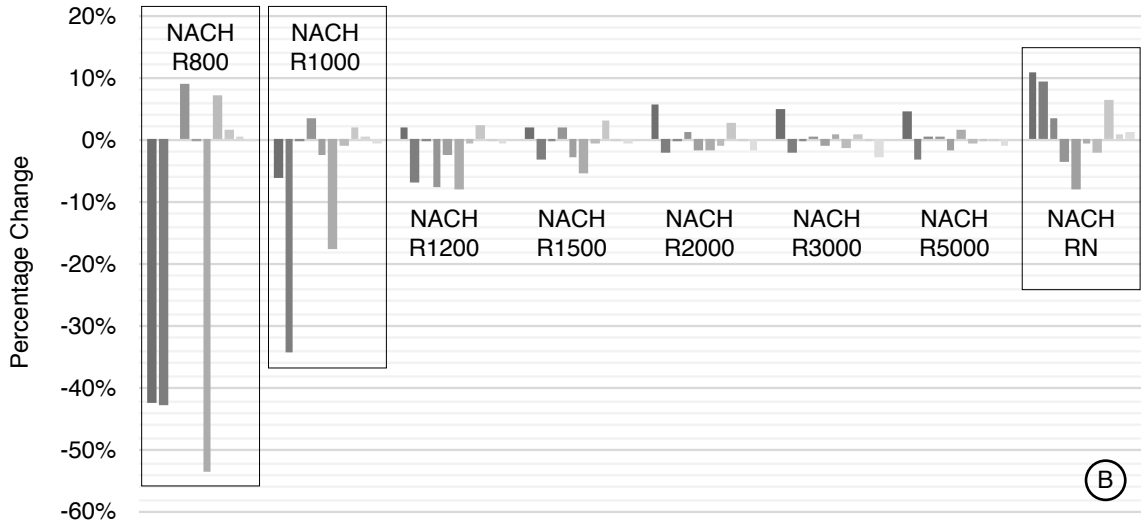 20%
10%
0%
-10%
-20%
-30%
-40%
-50%
-60%
Percentage Change
NACH
R800
NACH
R1000
NACH
R1200
NACH
R1500
NACH
R2000
NACH
R3000
NACH
R5000
NACH
RN
B